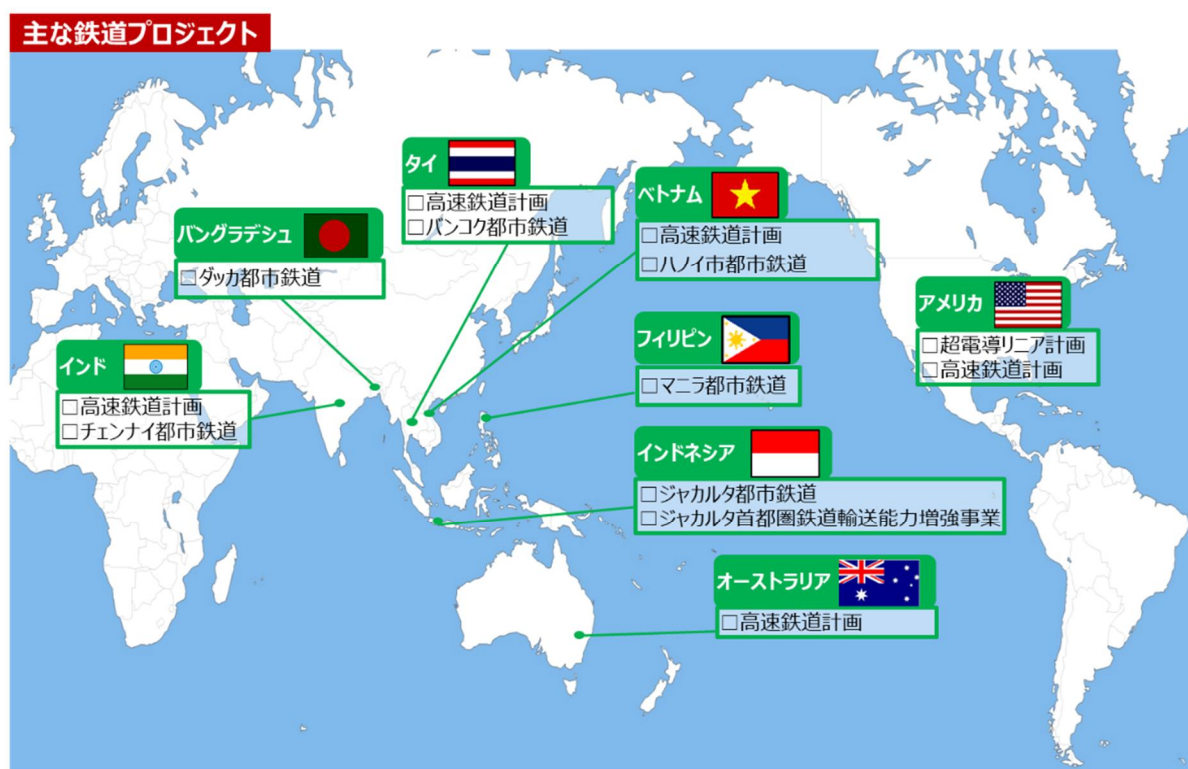 主な鉄道プロジェクト
タイ
□高速鉄道計画
□バンコク都市鉄道
ベトナム
□高速鉄道計画
□ハノイ市都市鉄道
バングラデシュ
□ダッカ都市鉄道
アメリカ
□超電導リニア計画
□高速鉄道計画
フィリピン
□マニラ都市鉄道
インド
□高速鉄道計画
□チェンナイ都市鉄道
インドネシア
□ジャカルタ都市鉄道
□ジャカルタ首都圏鉄道輸送能力増強事業
オーストラリア
□高速鉄道計画